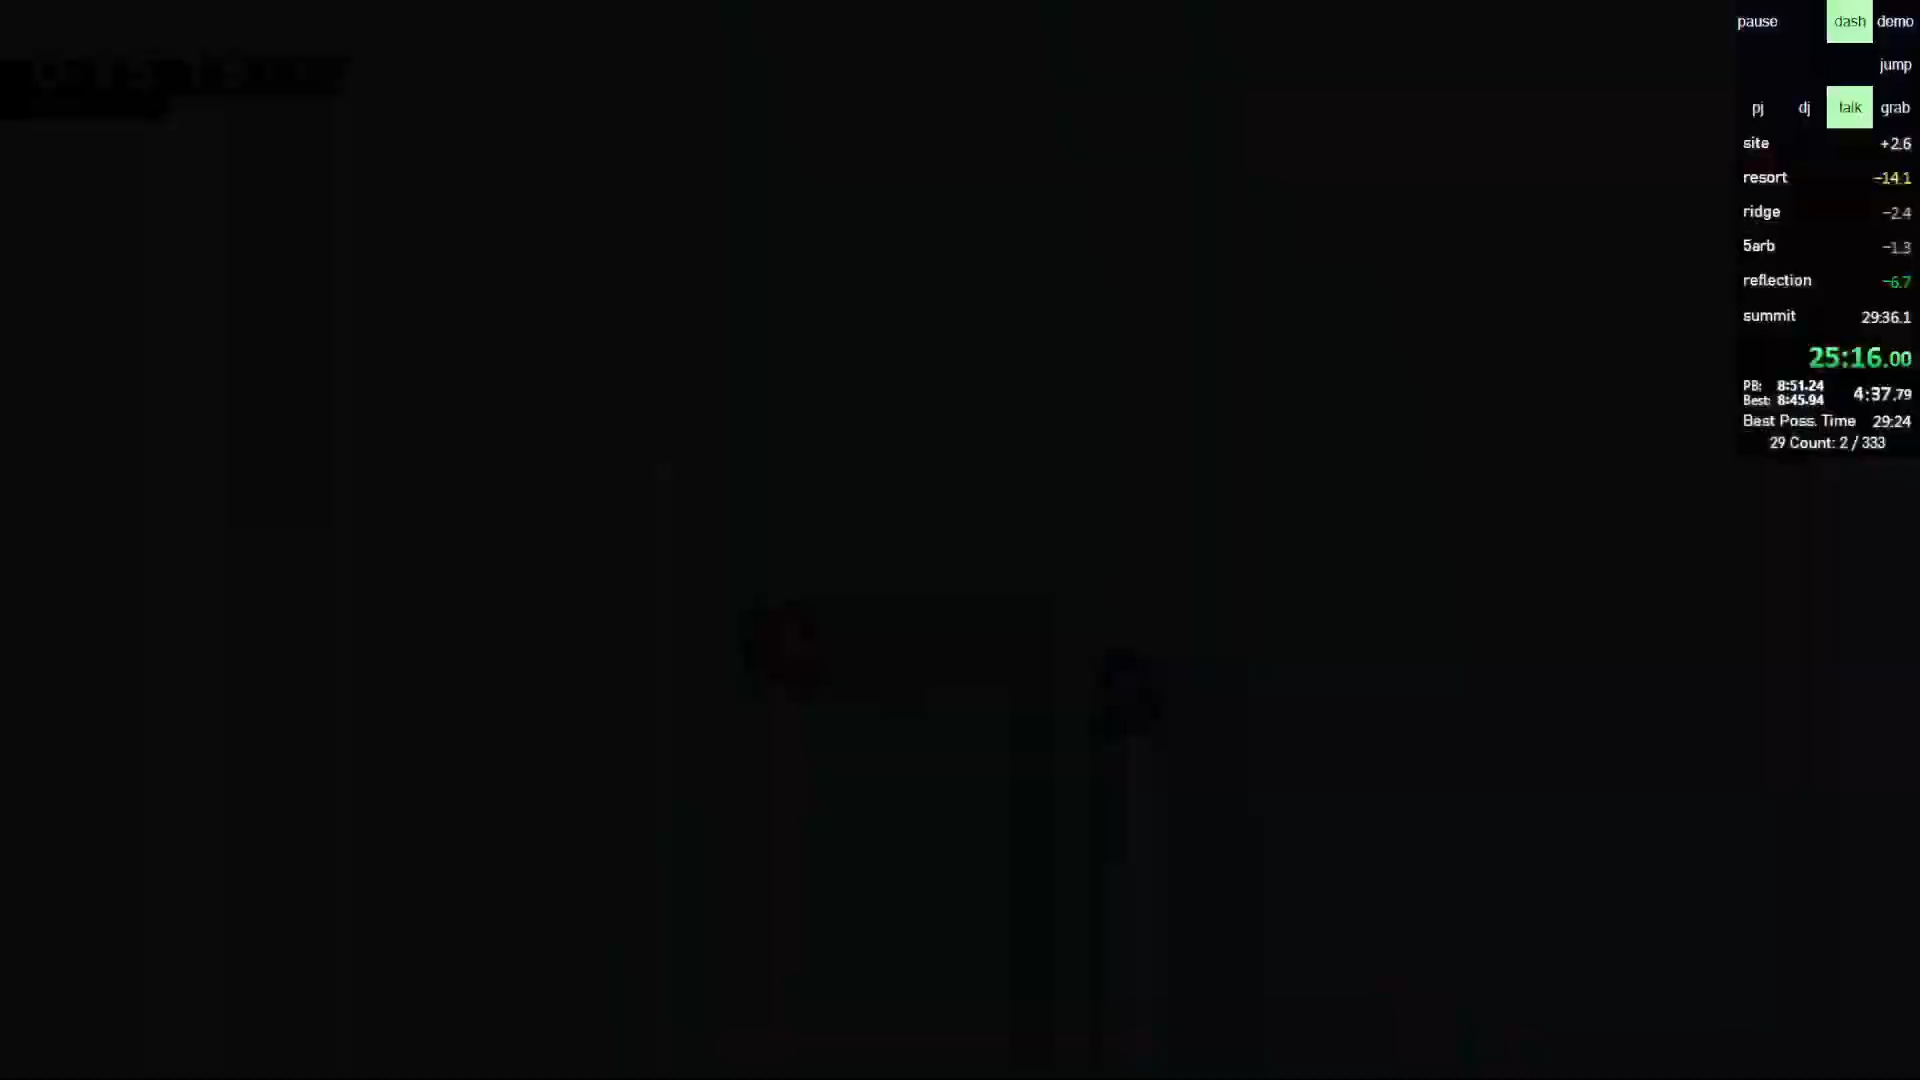 pause dash demo
jump
pj dj talk grab
site +2.6
resort −14.1
ridge −2.4
5arb −1.3
reflection −6.7
summit 29:36.1
25:16.00
PB: 8:51.24
Best: 8:45.94 4:37.79
Best Poss. Time 29:24
29 Count: 2 / 333